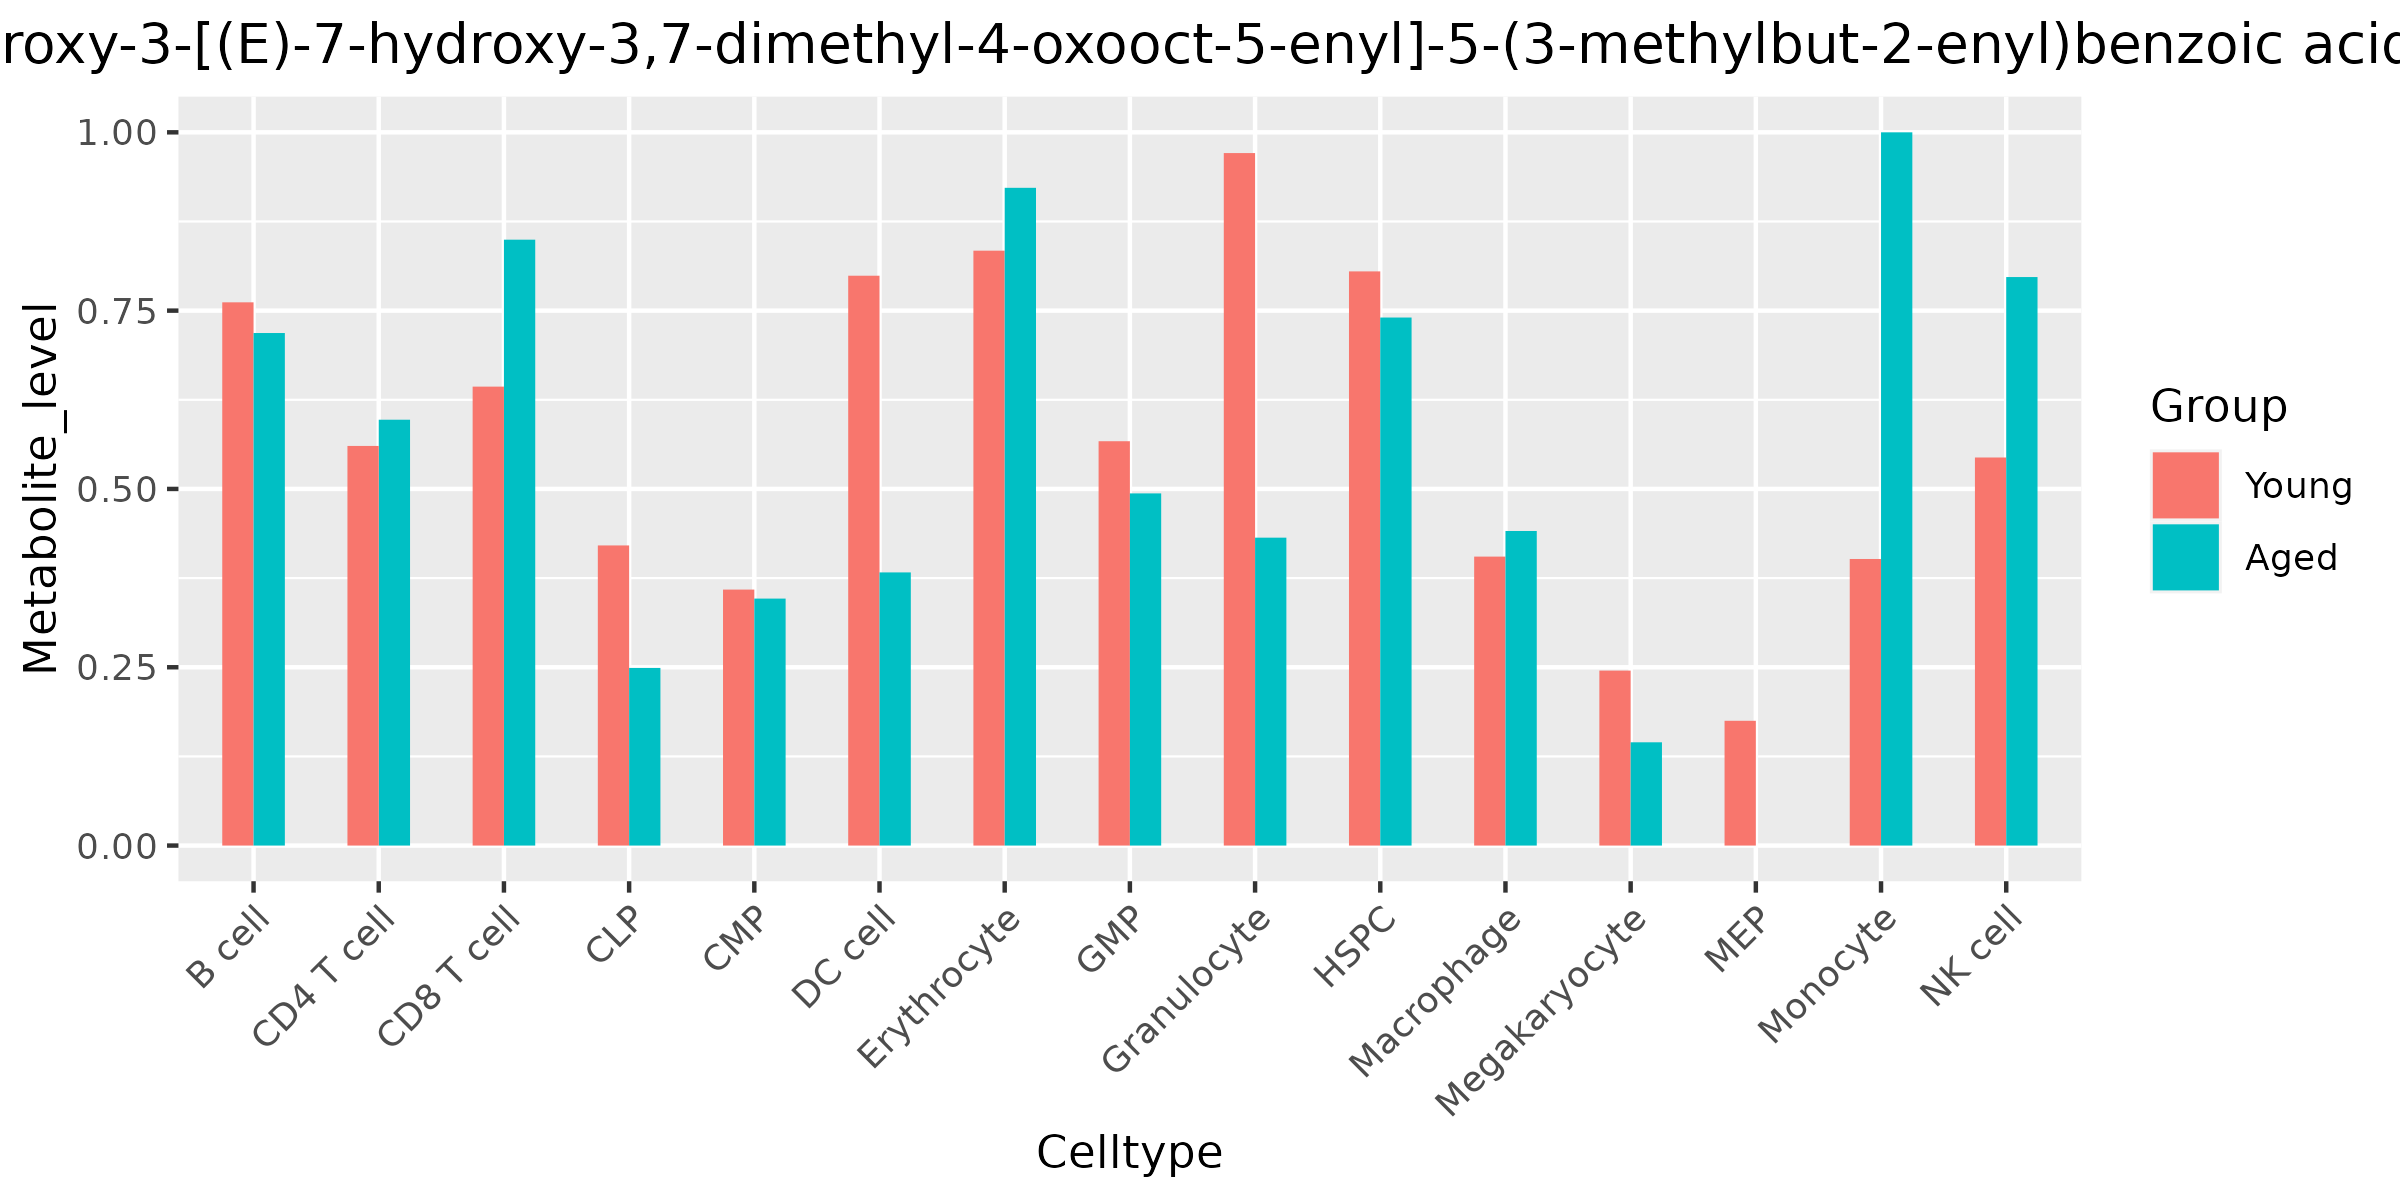 roxy-3-[(E)-7-hydroxy-3,7-dimethyl-4-oxooct-5-enyl]-5-(3-methylbut-2-enyl)benzoic acid
Metabolite_level
1.00
0.75
0.50
0.25
0.00
B cell
CD4 T cell
CD8 T cell
CLP
CMP
DC cell
Erythrocyte
GMP
Granulocyte
HSPC
Macrophage
Megakaryocyte
MEP
Monocyte
NK cell
Celltype
Group
Young
Aged